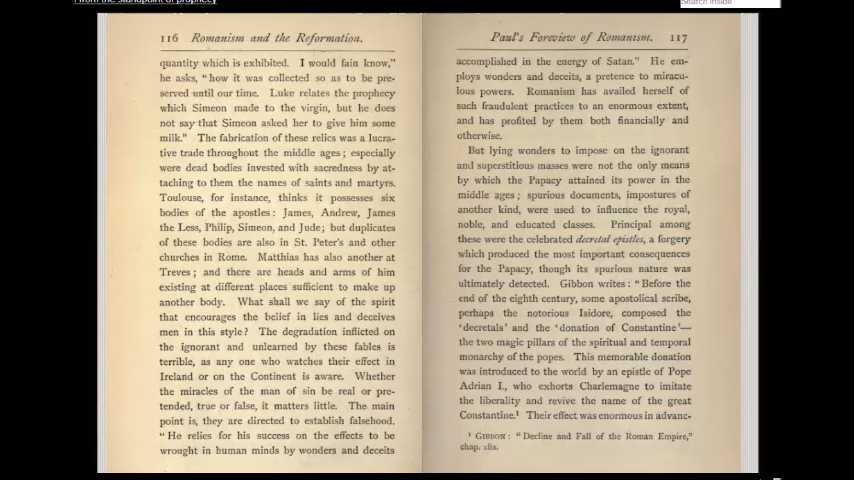 from the standpoint of prophecy
Search inside
116 Romanism and the Reformation.
quantity which is exhibited. I would fain know,"
he asks, "how it was collected so as to be pre-
served until our time. Luke relates the prophecy
which Simeon made to the virgin, but he does
not say that Simeon asked her to give him some
milk." The fabrication of these relics was a lucra-
tive trade throughout the middle ages; especially
were dead bodies invested with sacredness by at-
taching to them the names of saints and martyrs.
Toulouse, for instance, thinks it possesses six
bodies of the apostles: James, Andrew, James
the Less, Philip, Simeon, and Jude; but duplicates
of these bodies are also in St. Peter's and other
churches in Rome. Matthias has also another at
Treves; and there are heads and arms of him
existing at different places sufficient to make up
another body. What shall we say of the spirit
that encourages the belief in lies and deceives
men in this style? The degradation inflicted on
the ignorant and unlearned by these fables is
terrible, as any one who watches their effect in
Ireland or on the Continent is aware. Whether
the miracles of the man of sin be real or pre-
tended, true or false, it matters little. The main
point is, they are directed to establish falsehood.
"He relies for his success on the effects to be
wrought in human minds by wonders and deceits
Paul's Foreview of Romanism. 117
accomplished in the energy of Satan." He em-
ploys wonders and deceits, a pretence to miracu-
lous powers. Romanism has availed herself of
such fraudulent practices to an enormous extent,
and has profited by them both financially and
otherwise.
But lying wonders to impose on the ignorant
and superstitious masses were not the only means
by which the Papacy attained its power in the
middle ages; spurious documents, impostures of
another kind, were used to influence the royal,
noble, and educated classes. Principal among
these were the celebrated decretal epistles, a forgery
which produced the most important consequences
for the Papacy, though its spurious nature was
ultimately detected. Gibbon writes: "Before the
end of the eighth century, some apostolical scribe,
perhaps the notorious Isidore, composed the
'decretals' and the 'donation of Constantine'—
the two magic pillars of the spiritual and temporal
monarchy of the popes. This memorable donation
was introduced to the world by an epistle of Pope
Adrian I., who exhorts Charlemagne to imitate
the liberality and revive the name of the great
Constantine.¹ Their effect was enormous in advanc-
¹ GIBBON: "Decline and Fall of the Roman Empire,"
chap. xlix.